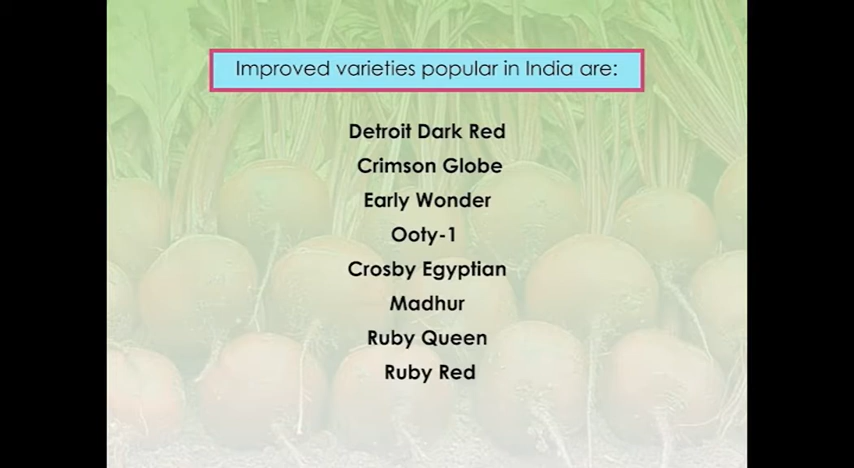 Improved varieties popular in India are:
Detroit Dark Red
Crimson Globe
Early Wonder
Ooty-1
Crosby Egyptian
Madhur
Ruby Queen
Ruby Red